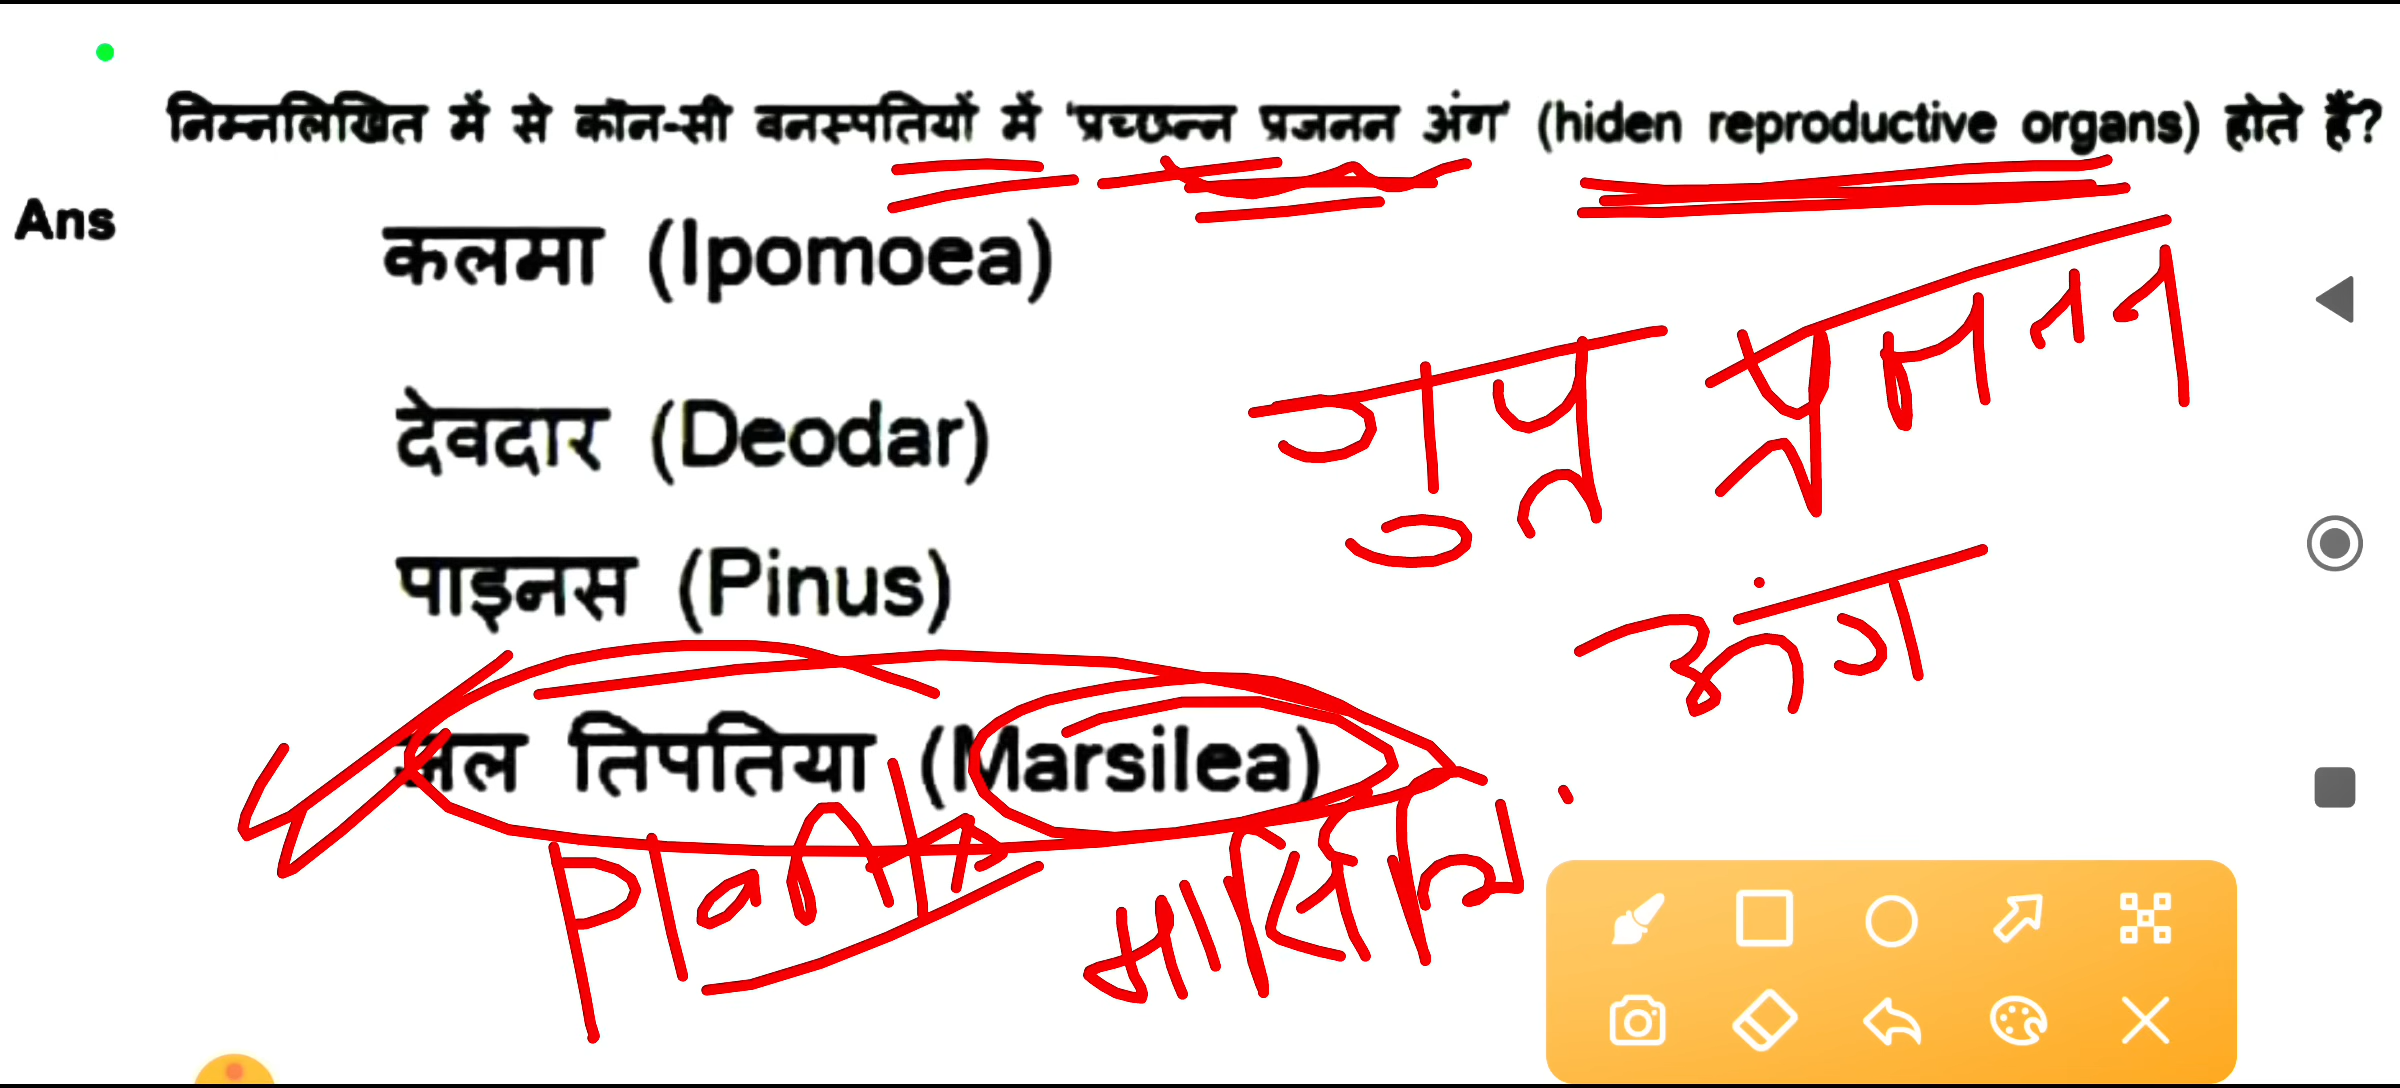 निम्नलिखित में से कौन-सी वनस्पतियों में 'प्रच्छन्न प्रजनन अंग' (hiden reproductive organs) होते हैं?
Ans
कलमा (Ipomoea)
देवदार (Deodar)
गुप्त प्रजनन
पाइनस (Pinus)
अंग
जल तिपतिया (Marsilea)
Plants